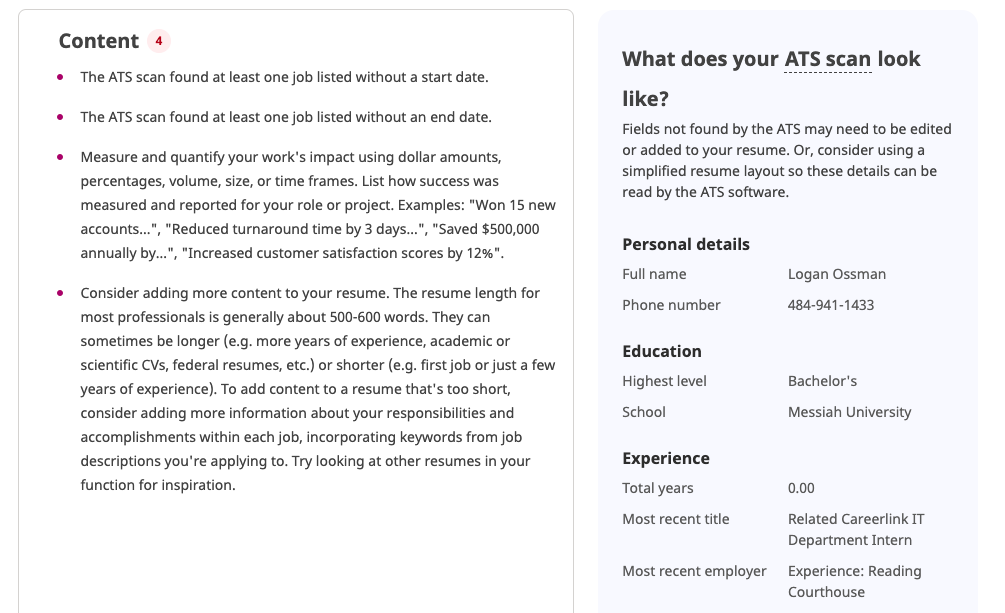 Content 4
The ATS scan found at least one job listed without a start date.
The ATS scan found at least one job listed without an end date.
Measure and quantify your work's impact using dollar amounts,
percentages, volume, size, or time frames. List how success was
measured and reported for your role or project. Examples: "Won 15 new
accounts...", "Reduced turnaround time by 3 days...", "Saved $500,000
annually by...", "Increased customer satisfaction scores by 12%".
Consider adding more content to your resume. The resume length for
most professionals is generally about 500-600 words. They can
sometimes be longer (e.g. more years of experience, academic or
scientific CVs, federal resumes, etc.) or shorter (e.g. first job or just a few
years of experience). To add content to a resume that's too short,
consider adding more information about your responsibilities and
accomplishments within each job, incorporating keywords from job
descriptions you're applying to. Try looking at other resumes in your
function for inspiration.
What does your ATS scan look
like?
Fields not found by the ATS may need to be edited
or added to your resume. Or, consider using a
simplified resume layout so these details can be
read by the ATS software.
Personal details
Full name Logan Ossman
Phone number 484-941-1433
Education
Highest level Bachelor's
School Messiah University
Experience
Total years 0.00
Most recent title Related Careerlink IT
Department Intern
Most recent employer Experience: Reading
Courthouse